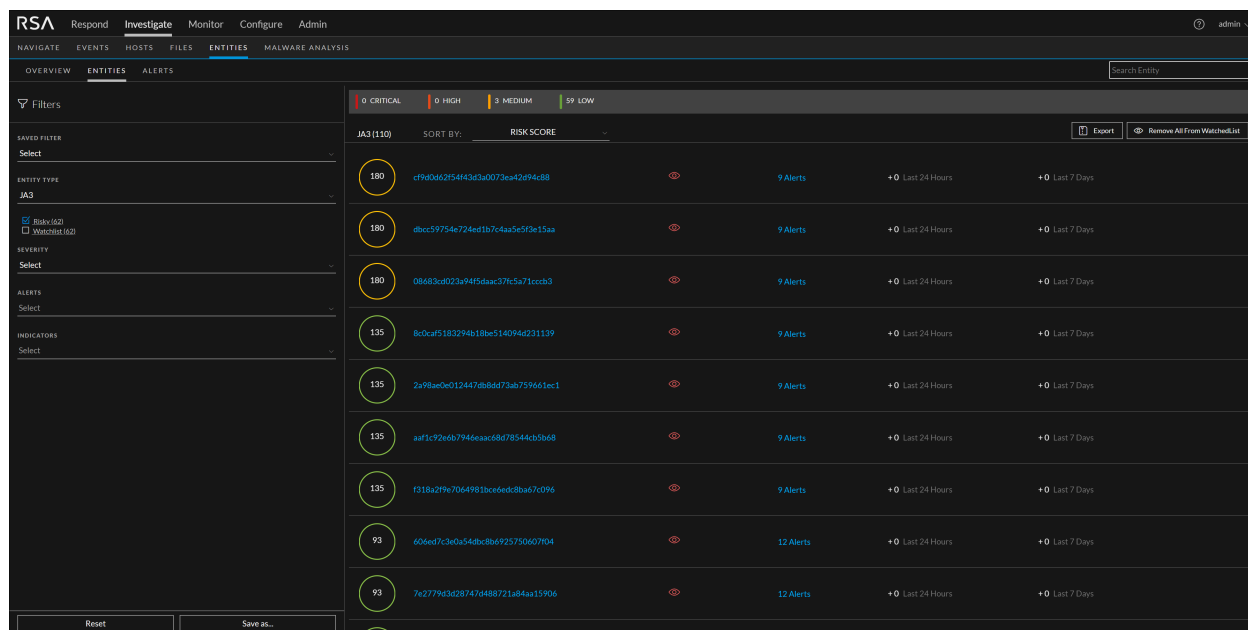 RSA Respond Investigate Monitor Configure Admin admin
NAVIGATE EVENTS HOSTS FILES ENTITIES MALWARE ANALYSIS
OVERVIEW ENTITIES ALERTS Search Entity
Filters
0 CRITICAL 0 HIGH 3 MEDIUM 59 LOW
SAVED FILTER
Select
ENTITY TYPE
JA3
Risky (62)
Watchlist (62)
SEVERITY
Select
ALERTS
Select
INDICATORS
Select
Reset Save as...
JA3 (110) SORT BY: RISK SCORE Export Remove All From WatchedList
180 cf9d0d62f54f43d3a0073ea42d94c88 9 Alerts +0 Last 24 Hours +0 Last 7 Days
180 dbcc59754e724ed1b7c4aa5e5f3e15aa 9 Alerts +0 Last 24 Hours +0 Last 7 Days
180 08683cd023a94f5daac37fc5a71cccb3 9 Alerts +0 Last 24 Hours +0 Last 7 Days
135 8c0caf5183294b18be514094d231139 9 Alerts +0 Last 24 Hours +0 Last 7 Days
135 2a98ae0e012447db8dd73ab759661ec1 9 Alerts +0 Last 24 Hours +0 Last 7 Days
135 aaf1c92e6b7946eaac68d78544cb5b68 9 Alerts +0 Last 24 Hours +0 Last 7 Days
135 f318a2f9e7064981bce6edc8ba67c096 9 Alerts +0 Last 24 Hours +0 Last 7 Days
93 606ed7c3e0a54dbc8b6925750607f04 12 Alerts +0 Last 24 Hours +0 Last 7 Days
93 7e2779d3d28747d488721a84aa15906 12 Alerts +0 Last 24 Hours +0 Last 7 Days